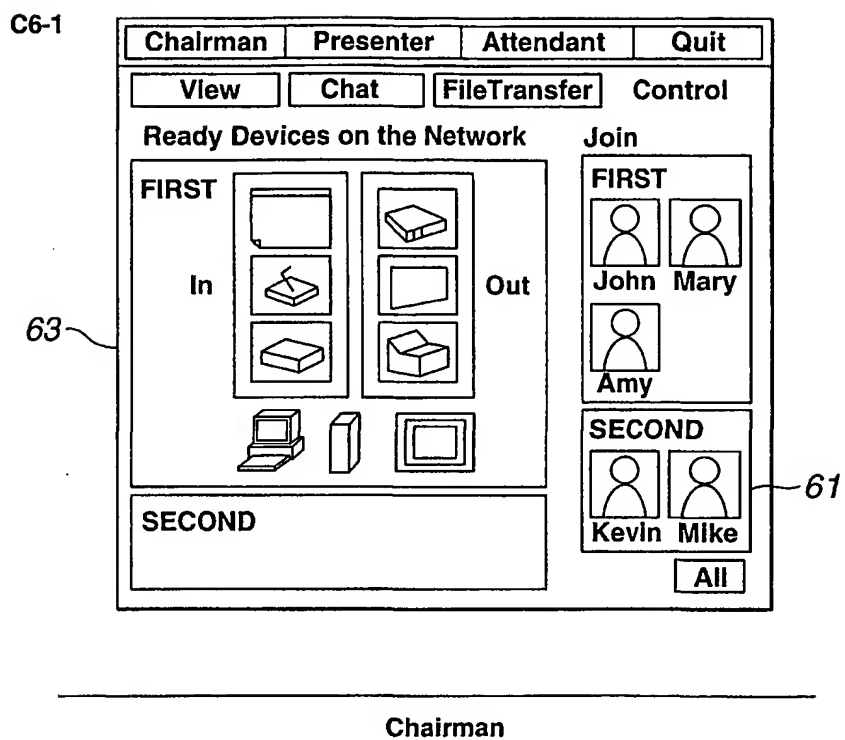 C6-1
Chairman Presenter Attendant Quit
View Chat FileTransfer Control
Ready Devices on the Network
Join
FIRST
In
Out
FIRST
John Mary
Amy
63
SECOND
SECOND
Kevin Mike
61
All
Chairman